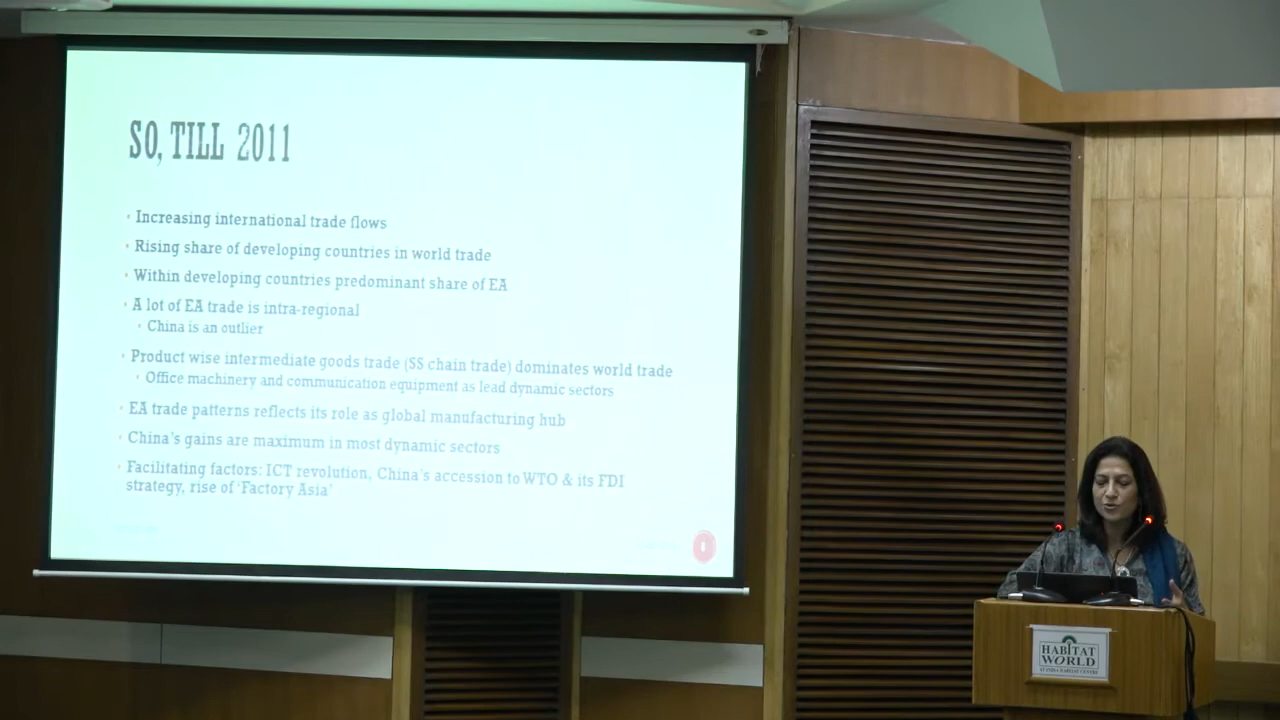 SO, TILL 2011
Increasing international trade flows
Rising share of developing countries in world trade
Within developing countries predominant share of EA
A lot of EA trade is intra-regional
China is an outlier
Product wise intermediate goods trade (SS chain trade) dominates world trade
Office machinery and communication equipment as lead dynamic sectors
EA trade patterns reflects its role as global manufacturing hub
China's gains are maximum in most dynamic sectors
Facilitating factors: ICT revolution, China's accession to WTO & its FDI
strategy, rise of 'Factory Asia'
HABITAT
WORLD
AT INDIA HABITAT CENTRE